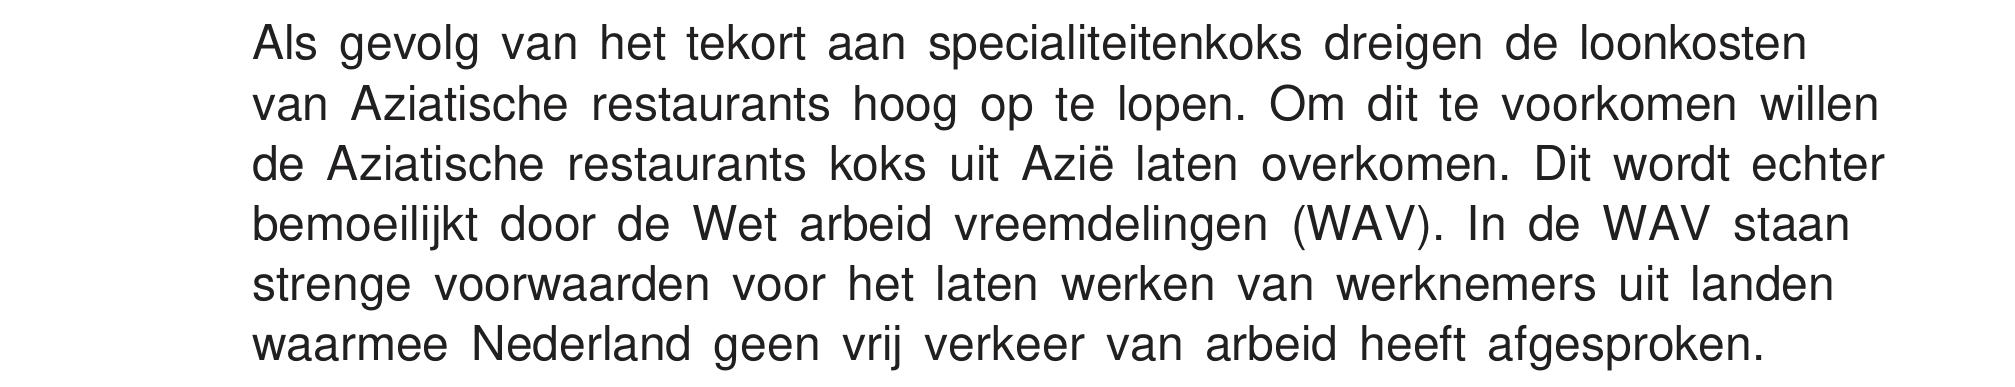 Als gevolg van het tekort aan specialiteitenkoks dreigen de loonkosten
van Aziatische restaurants hoog op te lopen. Om dit te voorkomen willen
de Aziatische restaurants koks uit Azië laten overkomen. Dit wordt echter
bemoeilijkt door de Wet arbeid vreemdelingen (WAV). In de WAV staan
strenge voorwaarden voor het laten werken van werknemers uit landen
waarmee Nederland geen vrij verkeer van arbeid heeft afgesproken.